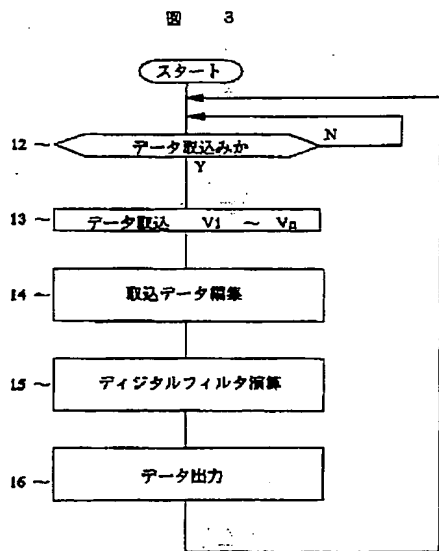 図 3
スタート
12 データ取込みか N
Y
13 データ取込 V1 ～ Vn
14 取込データ編集
15 ディジタルフィルタ演算
16 データ出力